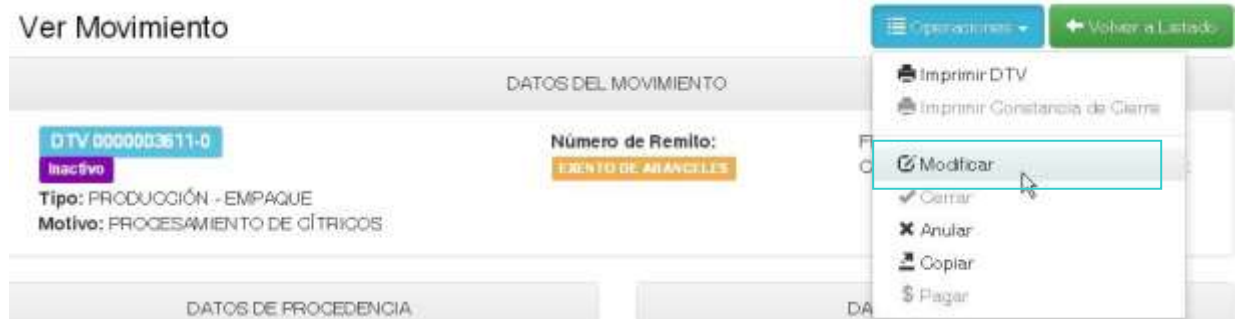 Ver Movimiento
Operaciones
Volver a Listado
DATOS DEL MOVIMIENTO
Imprimir DTV
Imprimir Constancia de Cierre
DTV 0000003611-0
Número de Remito:
Inactivo
EXENTO DE ARANCELES
Modificar
Tipo: PRODUCCIÓN - EMPAQUE
Cerrar
Motivo: PROCESAMIENTO DE CÍTRICOS
Anular
Copiar
$ Pagar
DATOS DE PROCEDENCIA
DA